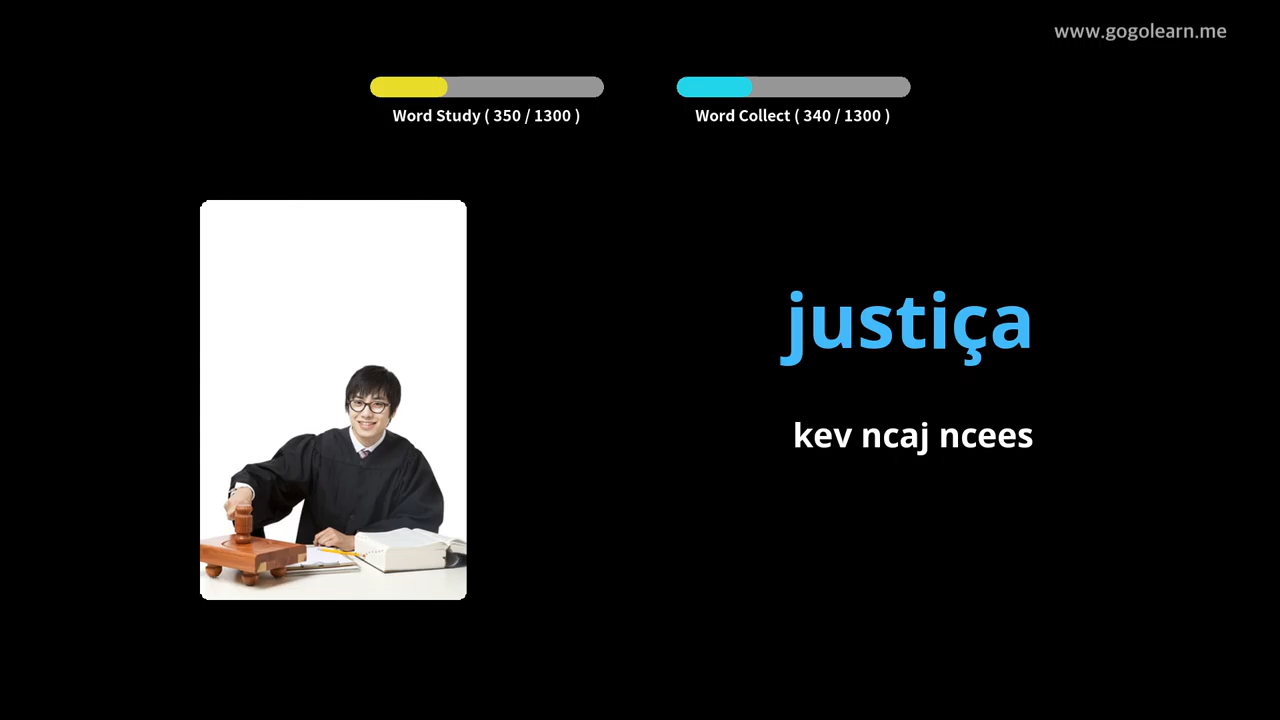 www.gogolearn.me
Word Study ( 350 / 1300 )
Word Collect ( 340 / 1300 )
justiça
kev ncaj ncees